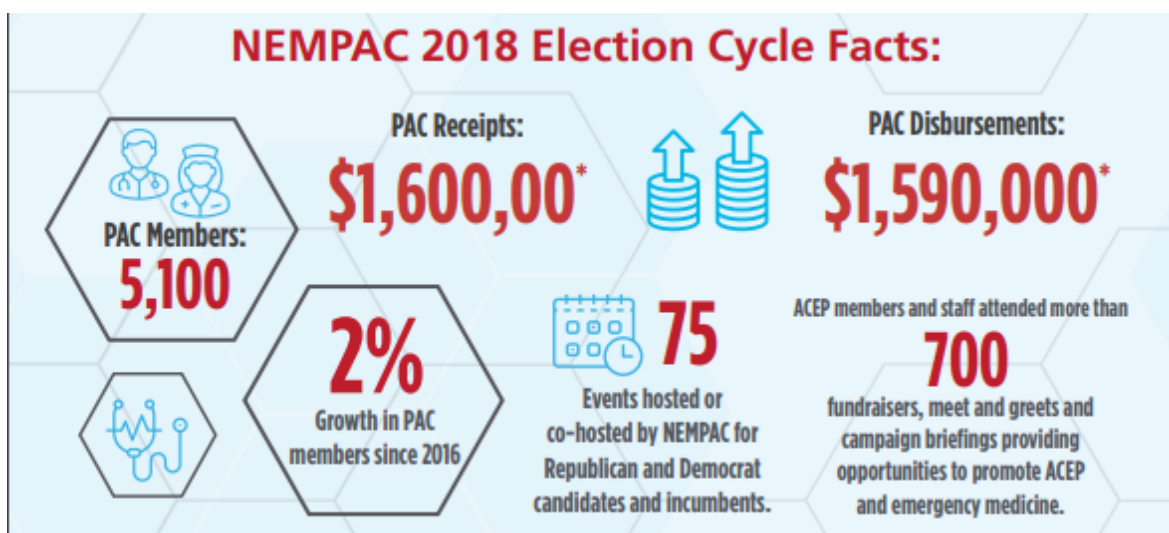 NEMPAC 2018 Election Cycle Facts:
PAC Members:
5,100
PAC Receipts:
$1,600,00*
PAC Disbursements:
$1,590,000*
2%
Growth in PAC
members since 2016
75
Events hosted or
co-hosted by NEMPAC for
Republican and Democrat
candidates and incumbents.
ACEP members and staff attended more than
700
fundraisers, meet and greets and
campaign briefings providing
opportunities to promote ACEP
and emergency medicine.